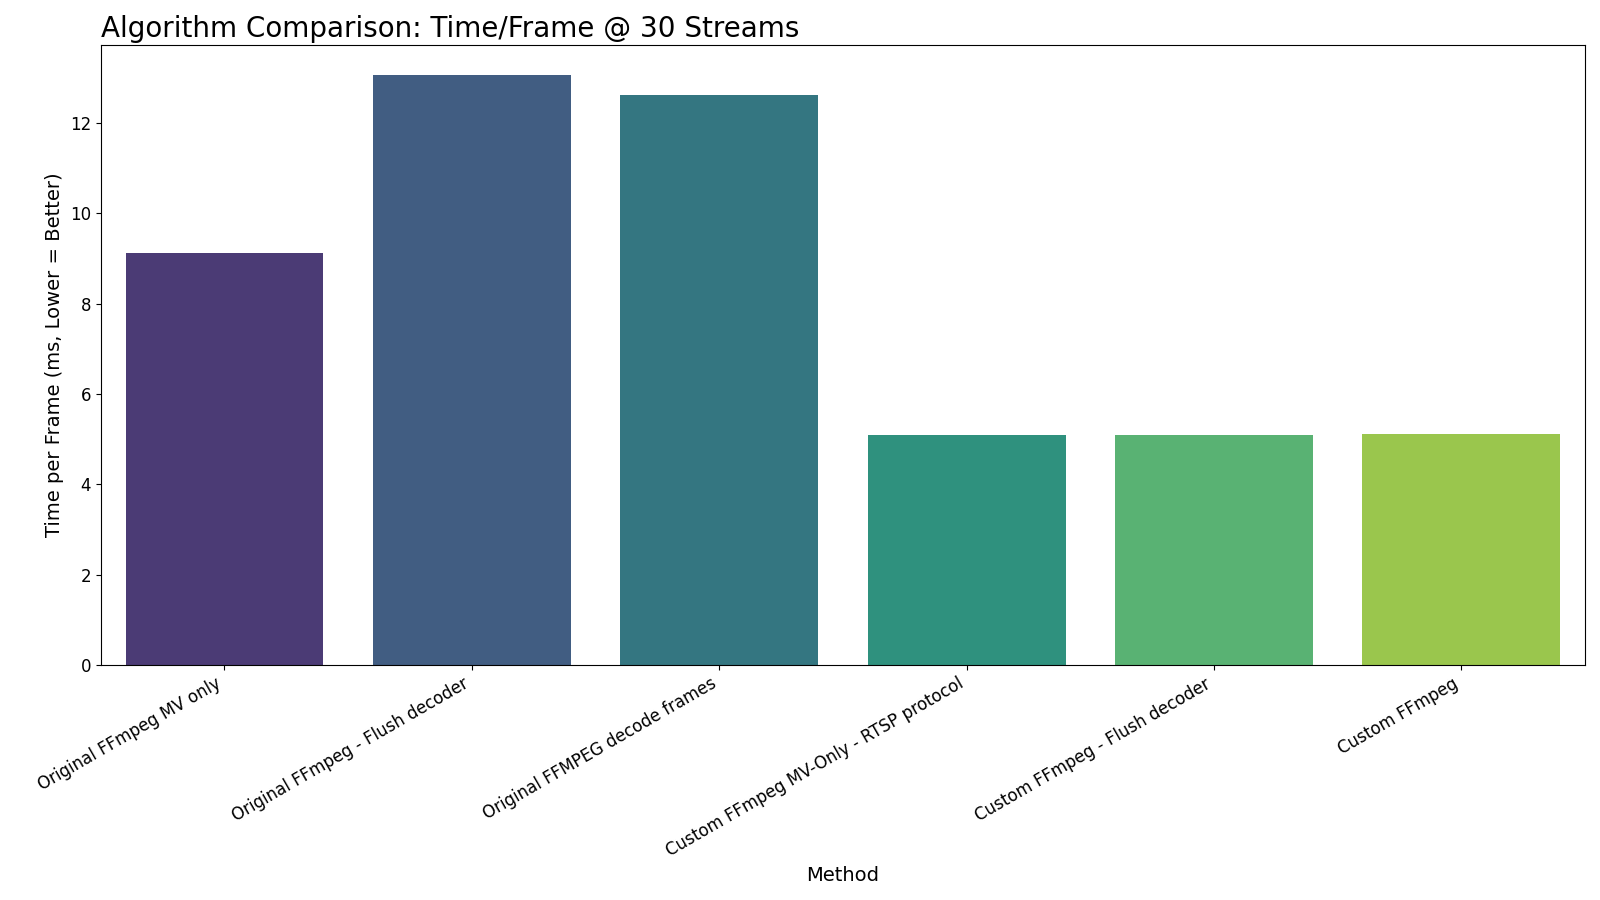 Algorithm Comparison: Time/Frame @ 30 Streams
Time per Frame (ms, Lower = Better)
12
10
8
6
4
2
0
Original FFmpeg MV only
Original FFmpeg - Flush decoder
Original FFMPEG decode frames
Custom FFmpeg MV-Only - RTSP protocol
Custom FFmpeg - Flush decoder
Custom FFmpeg
Method